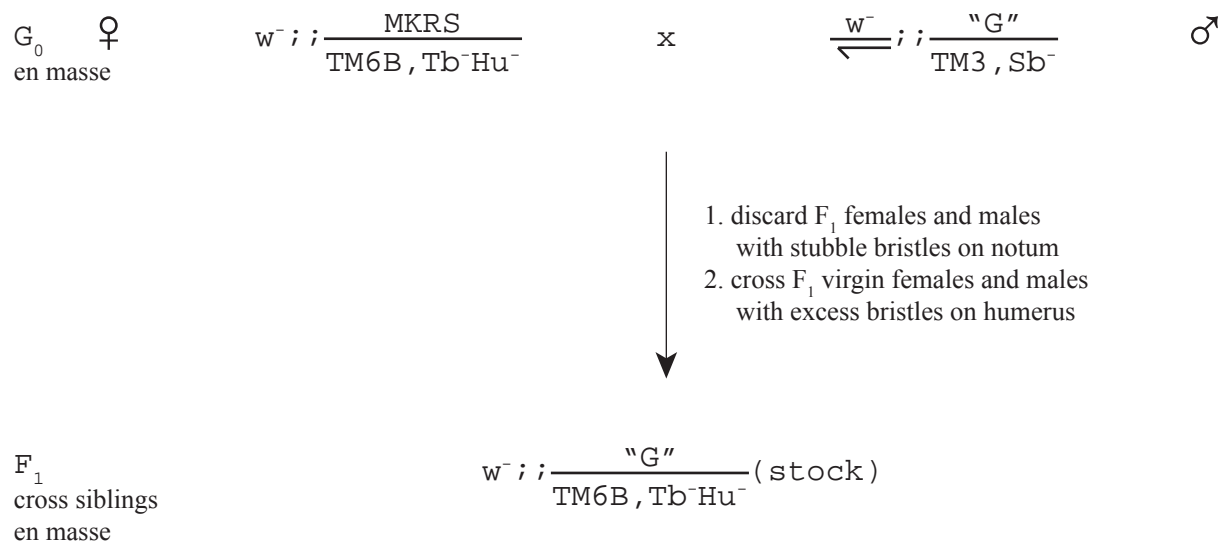 G₀ ♀ w⁻;; MKRS x w⁻ ;; “G” ♂
TM6B,Tb⁻Hu⁻ TM3,Sb⁻
en masse
1. discard F₁ females and males
with stubble bristles on notum
2. cross F₁ virgin females and males
with excess bristles on humerus
F₁ w⁻;; “G” (stock)
TM6B,Tb⁻Hu⁻
cross siblings
en masse